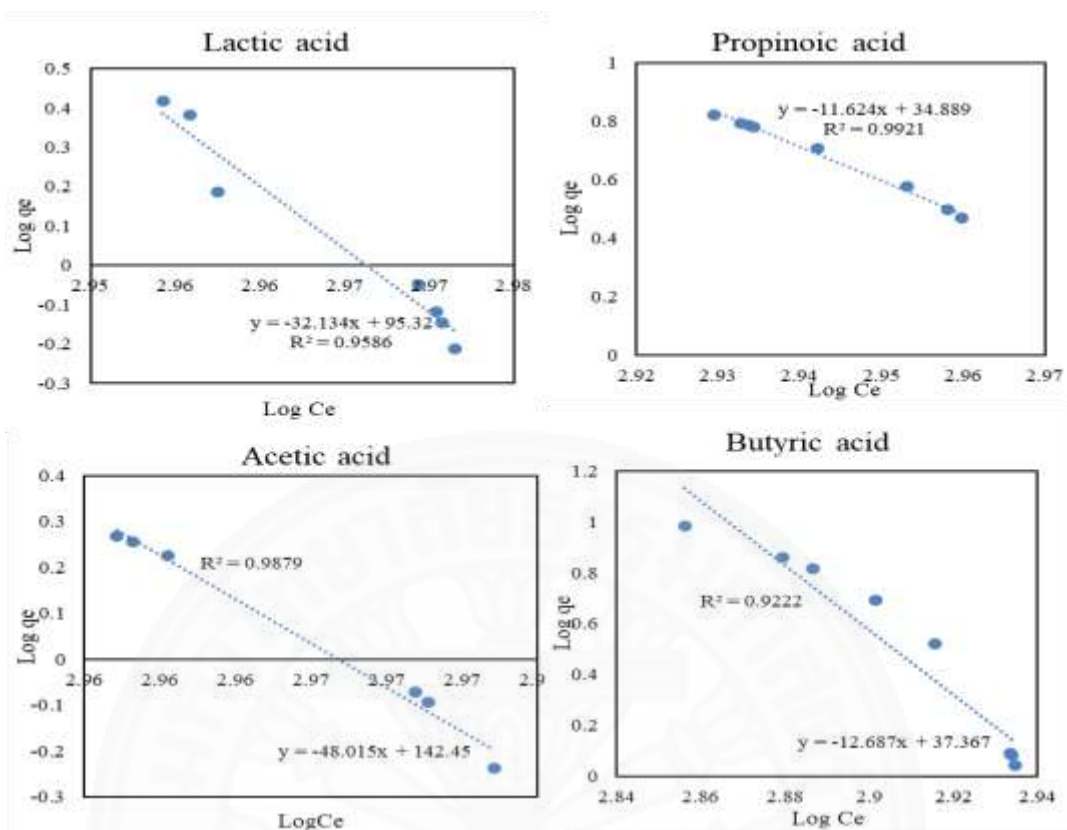 Lactic acid
0.5
0.4
0.3
0.2
0.1
0
-0.1
-0.2
-0.3
2.95
2.96
2.96
2.97
2.97
2.98
y = -32.134x + 95.32
R² = 0.9586
Log qe
Log Ce
Propinoic acid
1
0.8
0.6
0.4
0.2
0
y = -11.624x + 34.889
R² = 0.9921
2.92
2.93
2.94
2.95
2.96
2.97
Log qe
Log Ce
Acetic acid
0.4
0.3
0.2
0.1
0
-0.1
-0.2
-0.3
R² = 0.9879
2.96
2.96
2.96
2.97
2.97
2.97
2.9
y = -48.015x + 142.45
Log qe
LogCe
Butyric acid
1.2
1
0.8
0.6
0.4
0.2
0
R² = 0.9222
y = -12.687x + 37.367
2.84
2.86
2.88
2.9
2.92
2.94
Log qe
Log Ce